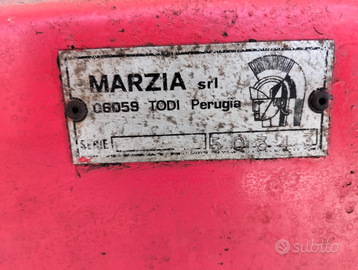 MARZIA srl
06059 TODI Perugia
SERIE
subito